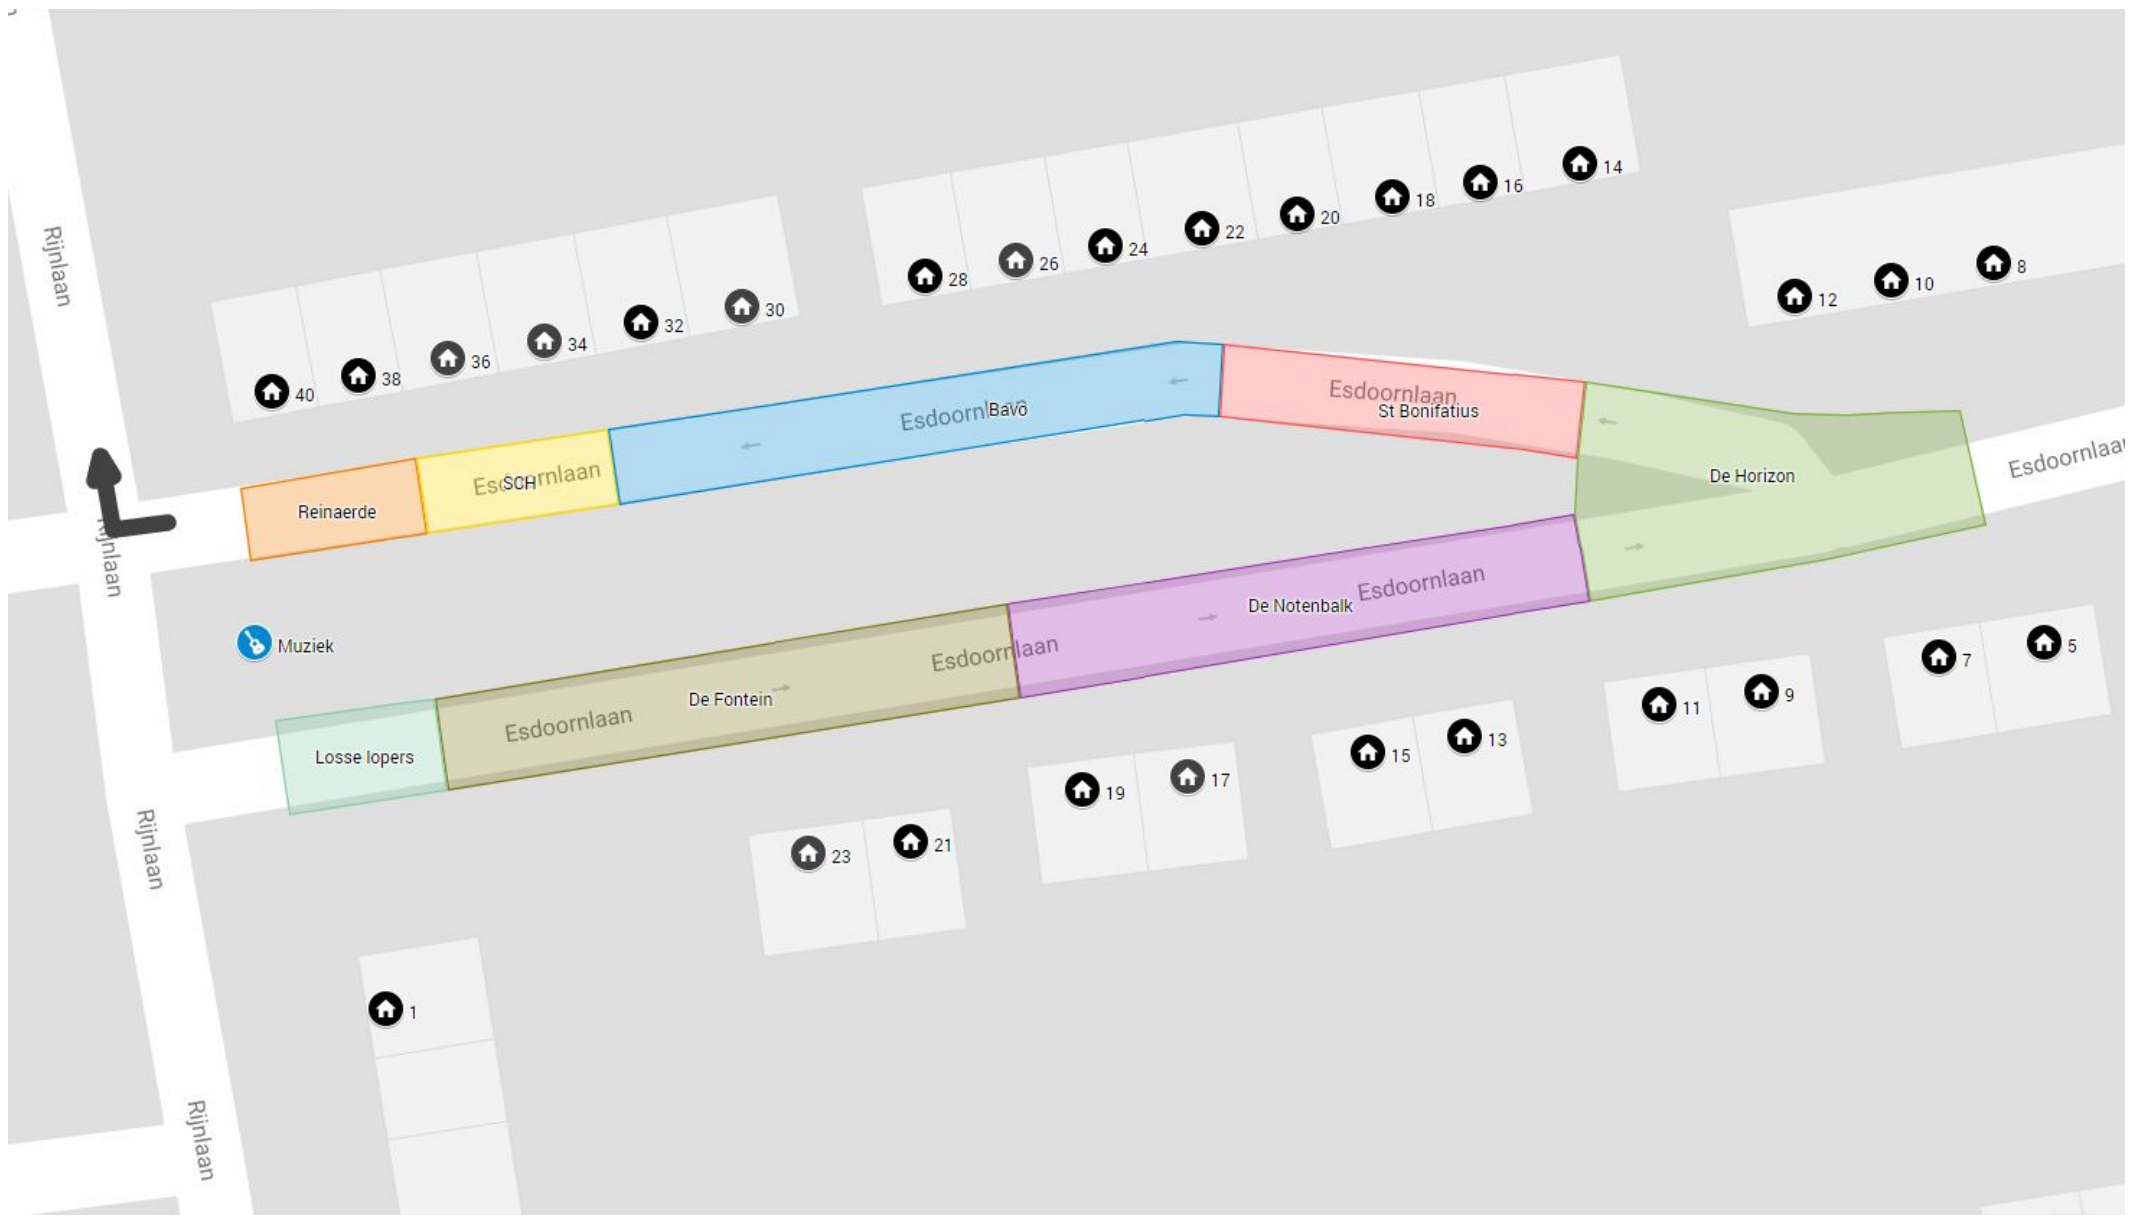 14
16
18
20
22
24
26
28
Rijnlaan
8
10
12
30
32
34
36
38
40
Esdoornlaan
St Bonifatius
Esdoornlaan
Bavo
Esdoornlaan
De Horizon
Esdoornlaan
SCH
Reinaerde
Rijnlaan
Esdoornlaan
De Notenbalk
Muziek
Esdoornlaan
5
7
De Fontein
Esdoornlaan
9
11
13
15
Losse lopers
17
19
Rijnlaan
21
23
1
Rijnlaan